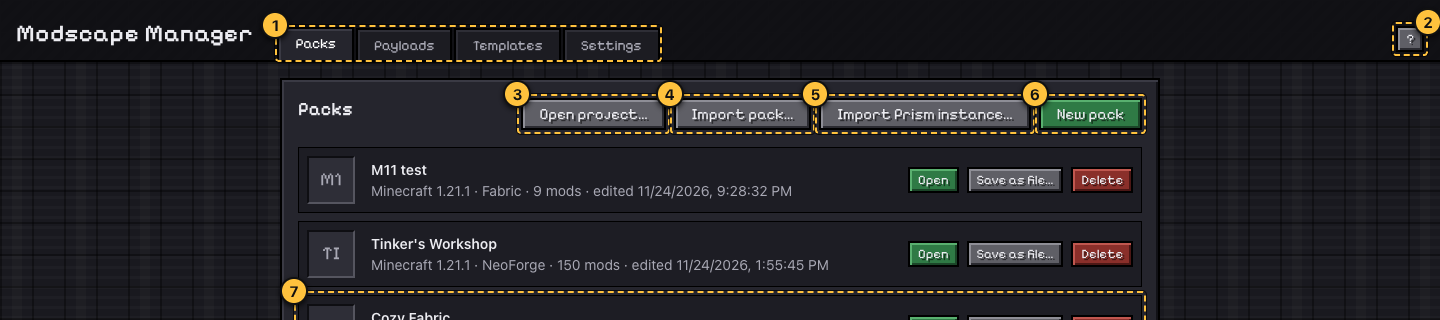 Modscape Manager
1
Packs
Payloads
Templates
Settings
2
?
Packs
3
Open project...
4
Import pack...
5
Import Prism instance...
6
New pack
M1
M11 test
Minecraft 1.21.1 · Fabric · 9 mods · edited 11/24/2026, 9:28:32 PM
Open
Save as file...
Delete
TI
Tinker's Workshop
Minecraft 1.21.1 · NeoForge · 150 mods · edited 11/24/2026, 1:55:45 PM
Open
Save as file...
Delete
7
Cozy Fabric